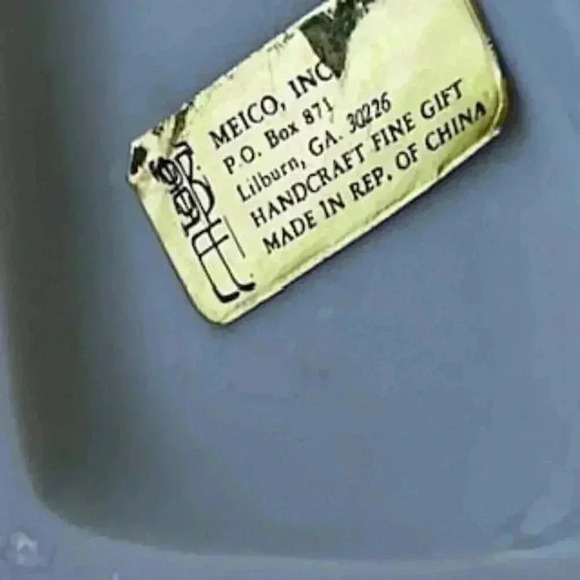 MEICO, INC
P.O. Box 871
Lilburn, GA. 30226
HANDCRAFT FINE GIFT
MADE IN REP. OF CHINA